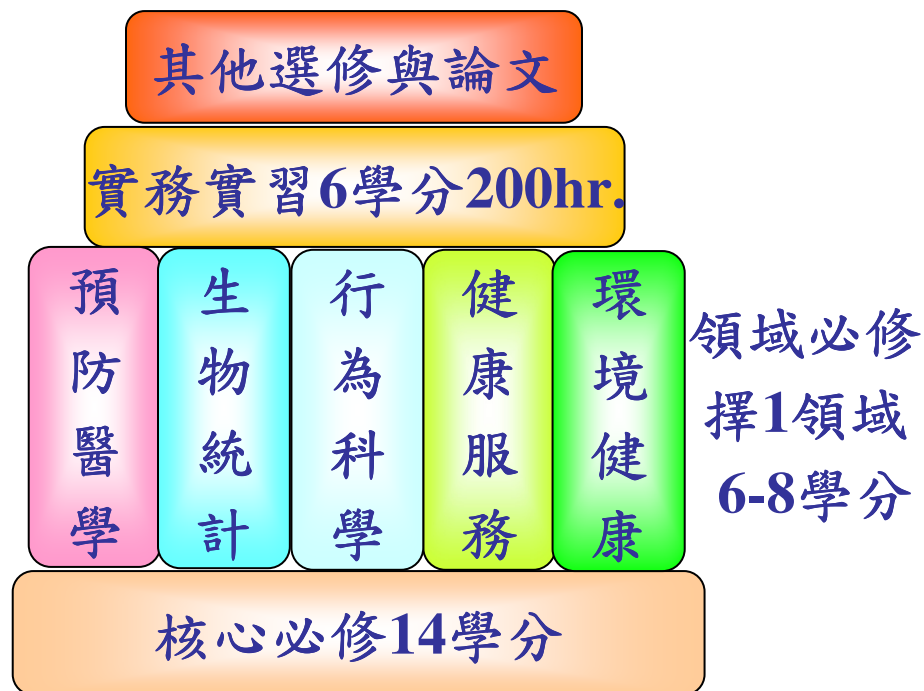 其他選修與論文
實務實習6學分200hr.
預防醫學
生物統計
行為科學
健康服務
環境健康
領域必修
擇1領域
6-8學分
核心必修14學分